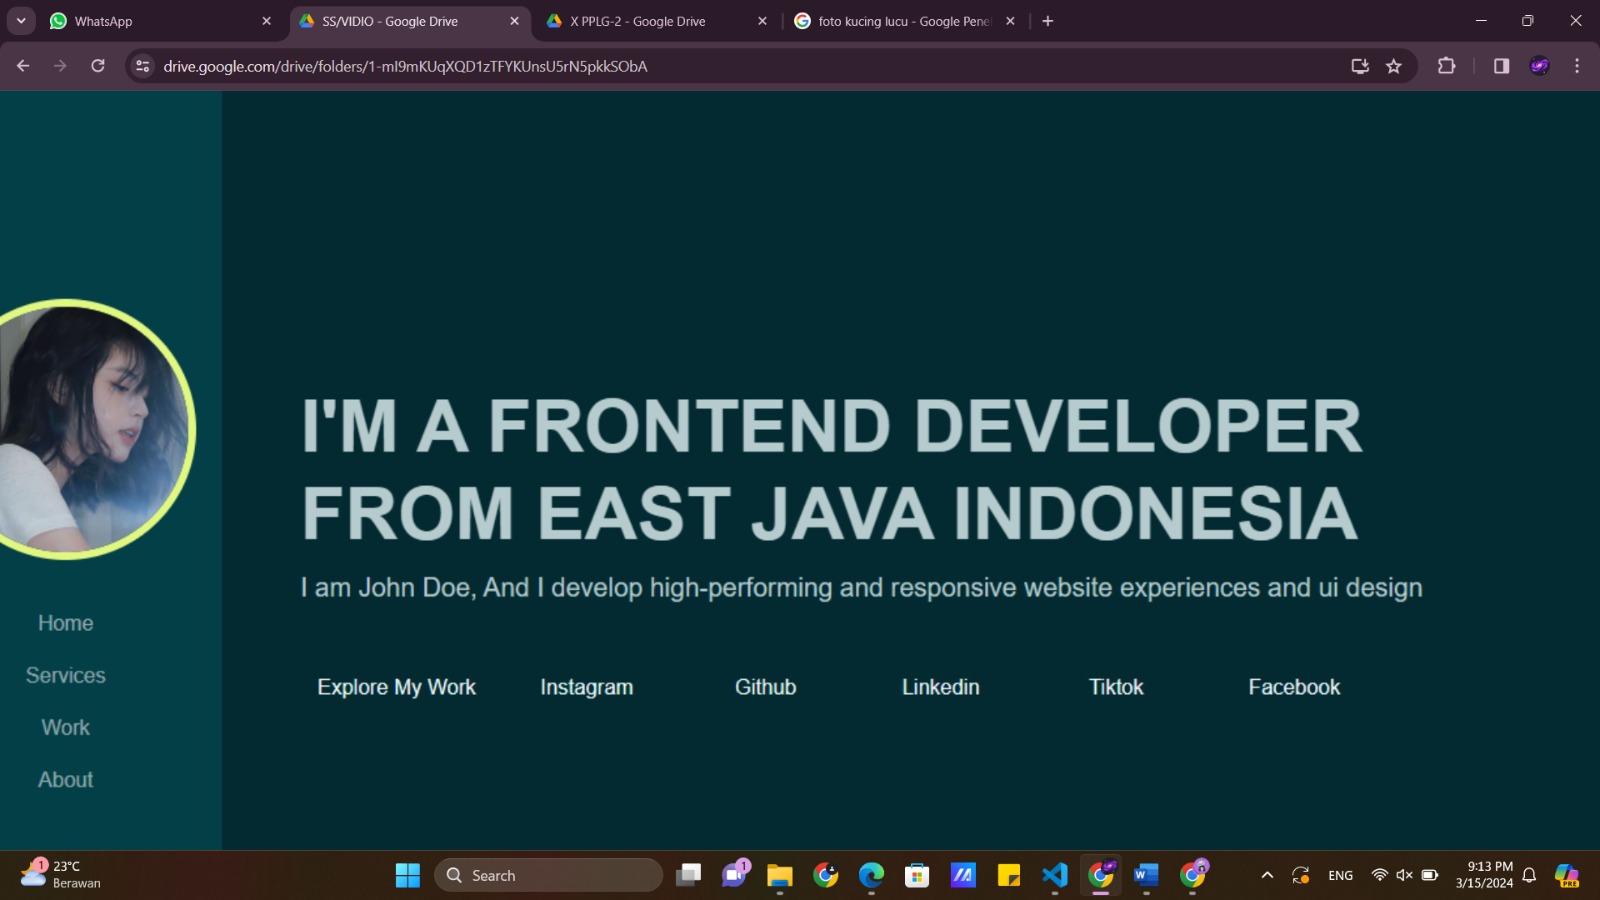 WhatsApp
SS/VIDIO - Google Drive
X PPLG-2 - Google Drive
foto kucing lucu - Google Pene
drive.google.com/drive/folders/1-mI9mKUqXQD1zTFYKUnsU5rN5pkkSObA
I'M A FRONTEND DEVELOPER
FROM EAST JAVA INDONESIA
I am John Doe, And I develop high-performing and responsive website experiences and ui design
Home
Services
Work
About
Explore My Work
Instagram
Github
Linkedin
Tiktok
Facebook
1
23°C
Berawan
Search
1
ENG
9:13 PM
3/15/2024
PRE